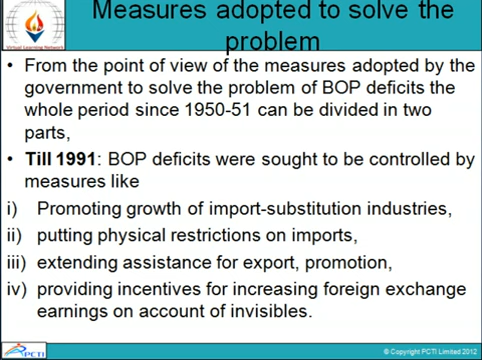 Measures adopted to solve the
problem
Virtual Learning Network
• From the point of view of the measures adopted by the
government to solve the problem of BOP deficits the
whole period since 1950-51 can be divided in two
parts,
• Till 1991: BOP deficits were sought to be controlled by
measures like
i) Promoting growth of import-substitution industries,
ii) putting physical restrictions on imports,
iii) extending assistance for export, promotion,
iv) providing incentives for increasing foreign exchange
earnings on account of invisibles.
PCTI
© Copyright PCTI Limited 2012